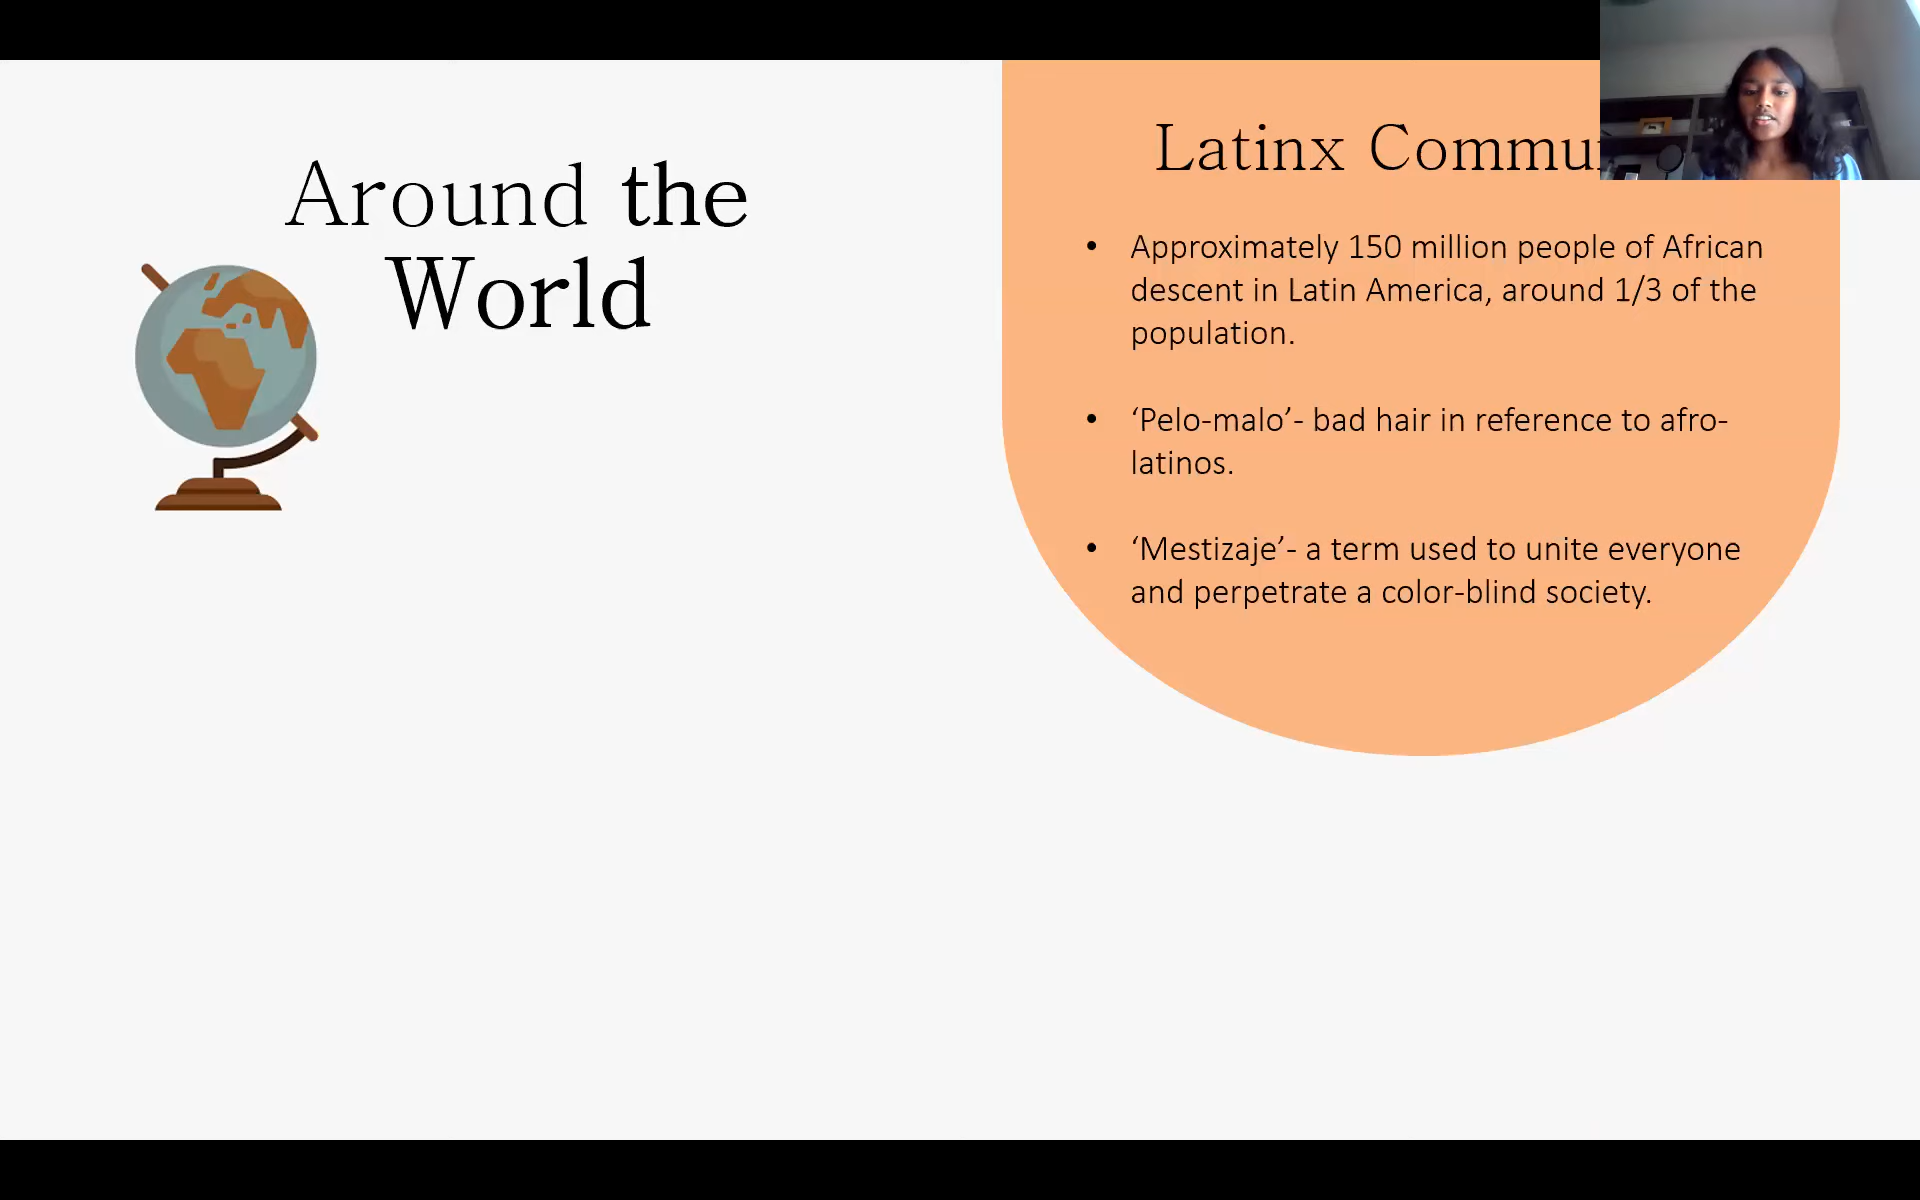 Around the
World
Latinx
Approximately 150 million people of African
descent in Latin America, around 1/3 of the
population.
‘Pelo-malo’- bad hair in reference to afro-
latinos.
‘Mestizaje’- a term used to unite everyone
and perpetrate a color-blind society.